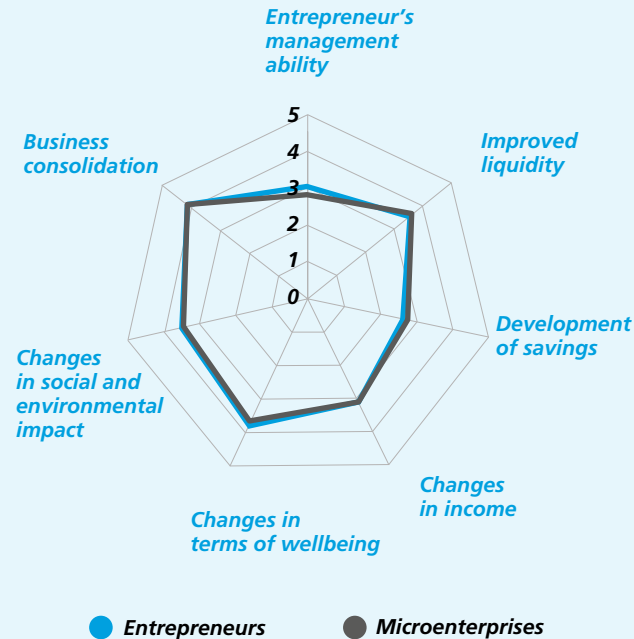 Entrepreneur’s
management
ability
Business
consolidation
Improved
liquidity
5
4
3
2
1
0
Development
of savings
Changes
in social and
environmental
impact
Changes
in income
Changes in
terms of wellbeing
Entrepreneurs
Microenterprises